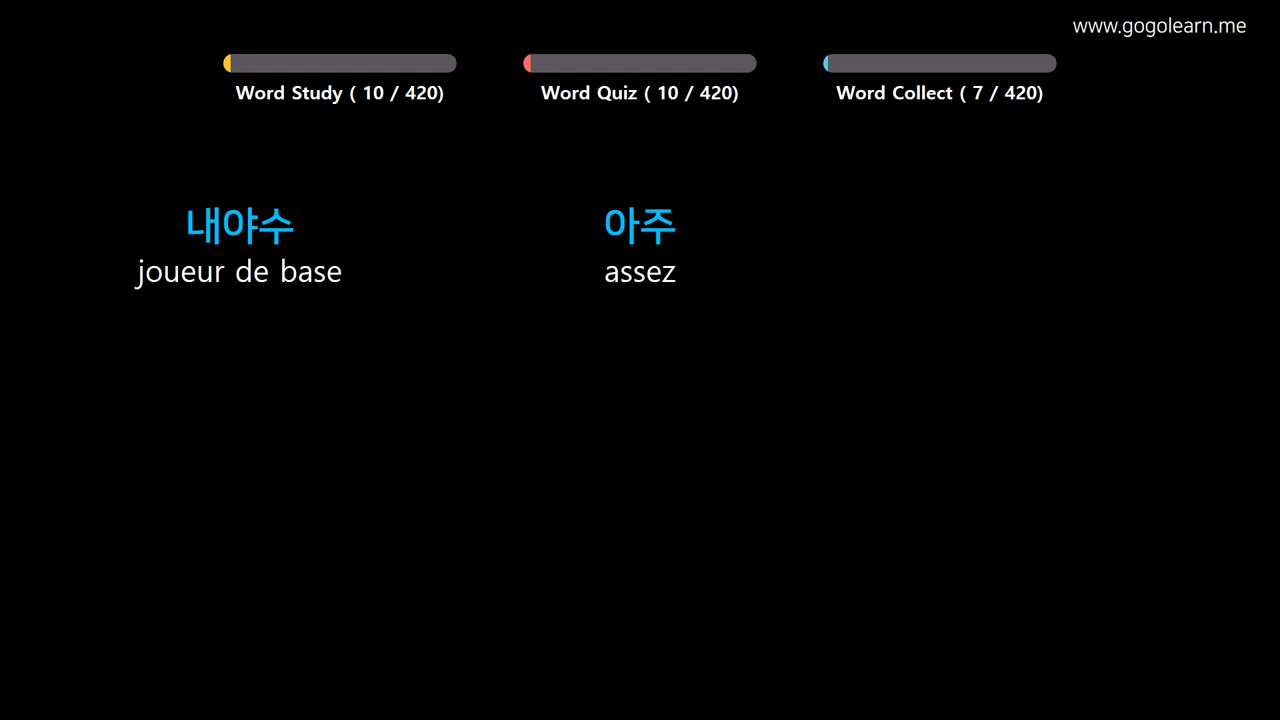 www.gogolearn.me
Word Study ( 10 / 420)
Word Quiz ( 10 / 420)
Word Collect ( 7 / 420)
내야수
joueur de base
아주
assez